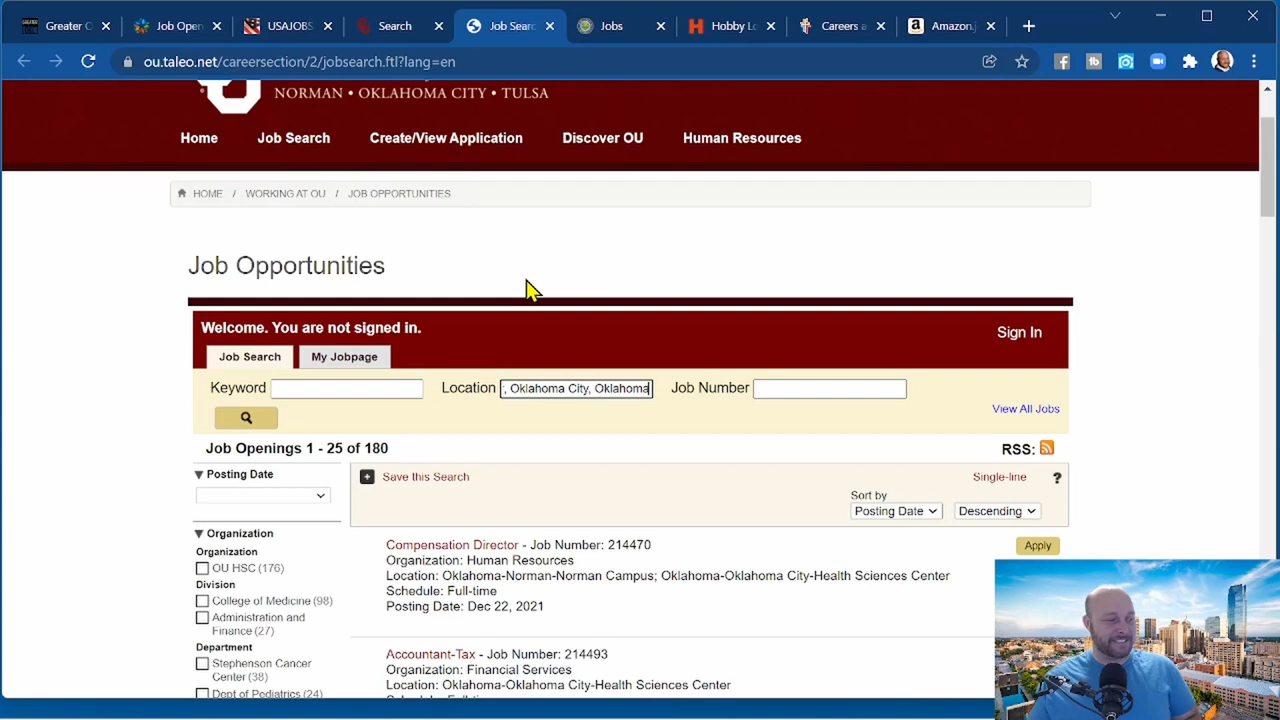 Greater O
Job Open
USAJOBS
Search
Job Sear
Jobs
Hobby Lo
Careers a
Amazon.j
ou.taleo.net/careersection/2/jobsearch.ftl?lang=en
NORMAN • OKLAHOMA CITY • TULSA
Home Job Search Create/View Application Discover OU Human Resources
HOME / WORKING AT OU / JOB OPPORTUNITIES
Job Opportunities
Welcome. You are not signed in.
Sign In
Job Search My Jobpage
Keyword Location , Oklahoma City, Oklahoma Job Number
View All Jobs
Job Openings 1 - 25 of 180
RSS:
Posting Date
Save this Search
Single-line ?
Sort by
Posting Date Descending
Organization
Organization
OU HSC (176)
Division
College of Medicine (98)
Administration and
Finance (27)
Department
Stephenson Cancer
Center (38)
Dept of Pediatrics (24)
Compensation Director - Job Number: 214470
Apply
Organization: Human Resources
Location: Oklahoma-Norman-Norman Campus; Oklahoma-Oklahoma City-Health Sciences Center
Schedule: Full-time
Posting Date: Dec 22, 2021
Accountant-Tax - Job Number: 214493
Organization: Financial Services
Location: Oklahoma-Oklahoma City-Health Sciences Center